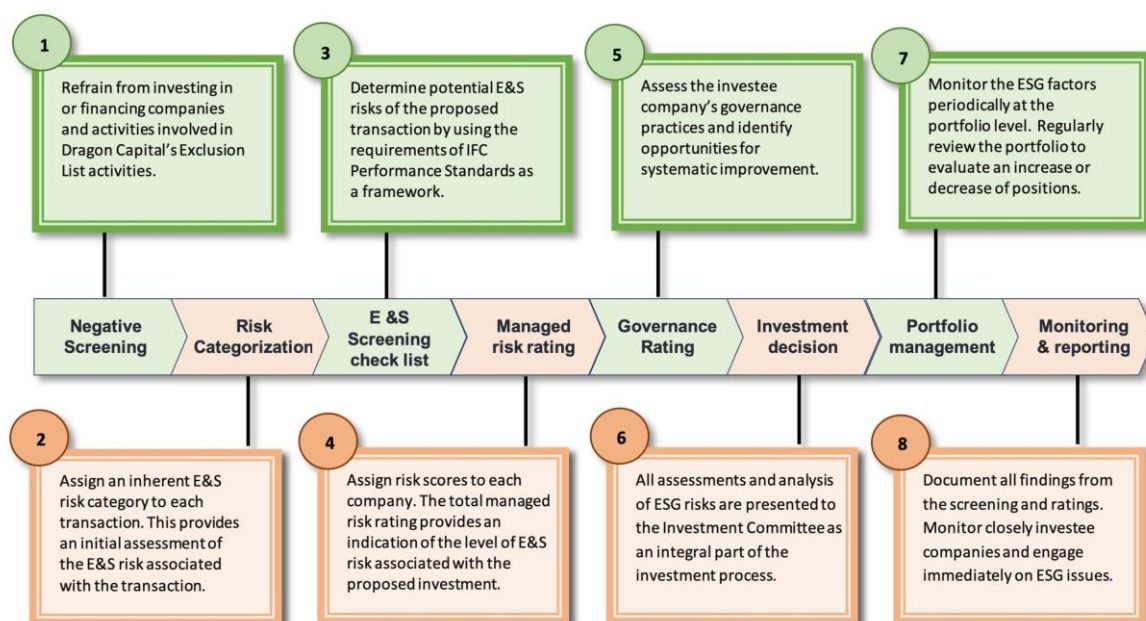 1
Refrain from investing in
or financing companies
and activities involved in
Dragon Capital's Exclusion
List activities.
3
Determine potential E&S
risks of the proposed
transaction by using the
requirements of IFC
Performance Standards as
a framework.
5
Assess the investee
company's governance
practices and identify
opportunities for
systematic improvement.
7
Monitor the ESG factors
periodically at the
portfolio level. Regularly
review the portfolio to
evaluate an increase or
decrease of positions.
Negative
Screening
Risk
Categorization
E &S
Screening
check list
Managed
risk rating
Governance
Rating
Investment
decision
Portfolio
management
Monitoring
& reporting
2
Assign an inherent E&S
risk category to each
transaction. This provides
an initial assessment of
the E&S risk associated
with the transaction.
4
Assign risk scores to each
company. The total managed
risk rating provides an
indication of the level of E&S
risk associated with the
proposed investment.
6
All assessments and analysis
of ESG risks are presented to
the Investment Committee as
an integral part of the
investment process.
8
Document all findings from
the screening and ratings.
Monitor closely investee
companies and engage
immediately on ESG issues.